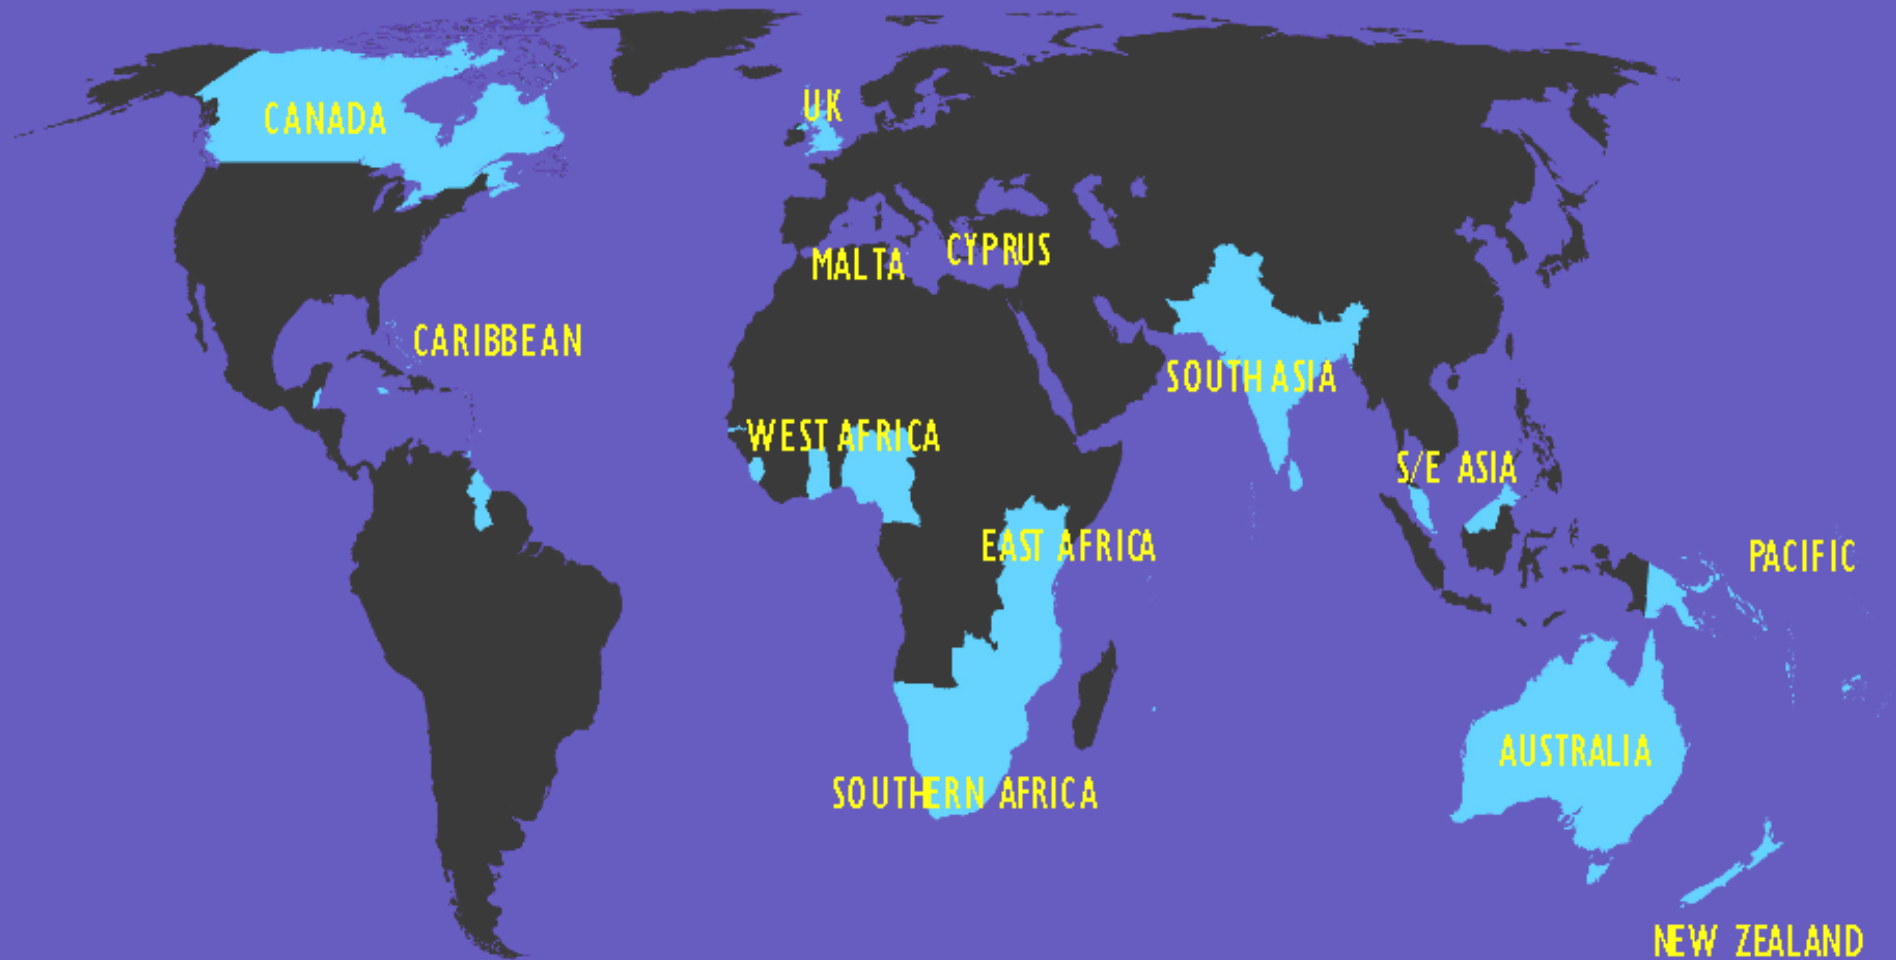 CANADA
UK
CYPRUS
MALTA
CARIBBEAN
SOUTH ASIA
WEST AFRICA
S/E ASIA
EAST AFRICA
PACIFIC
AUSTRALIA
SOUTHERN AFRICA
NEW ZEALAND